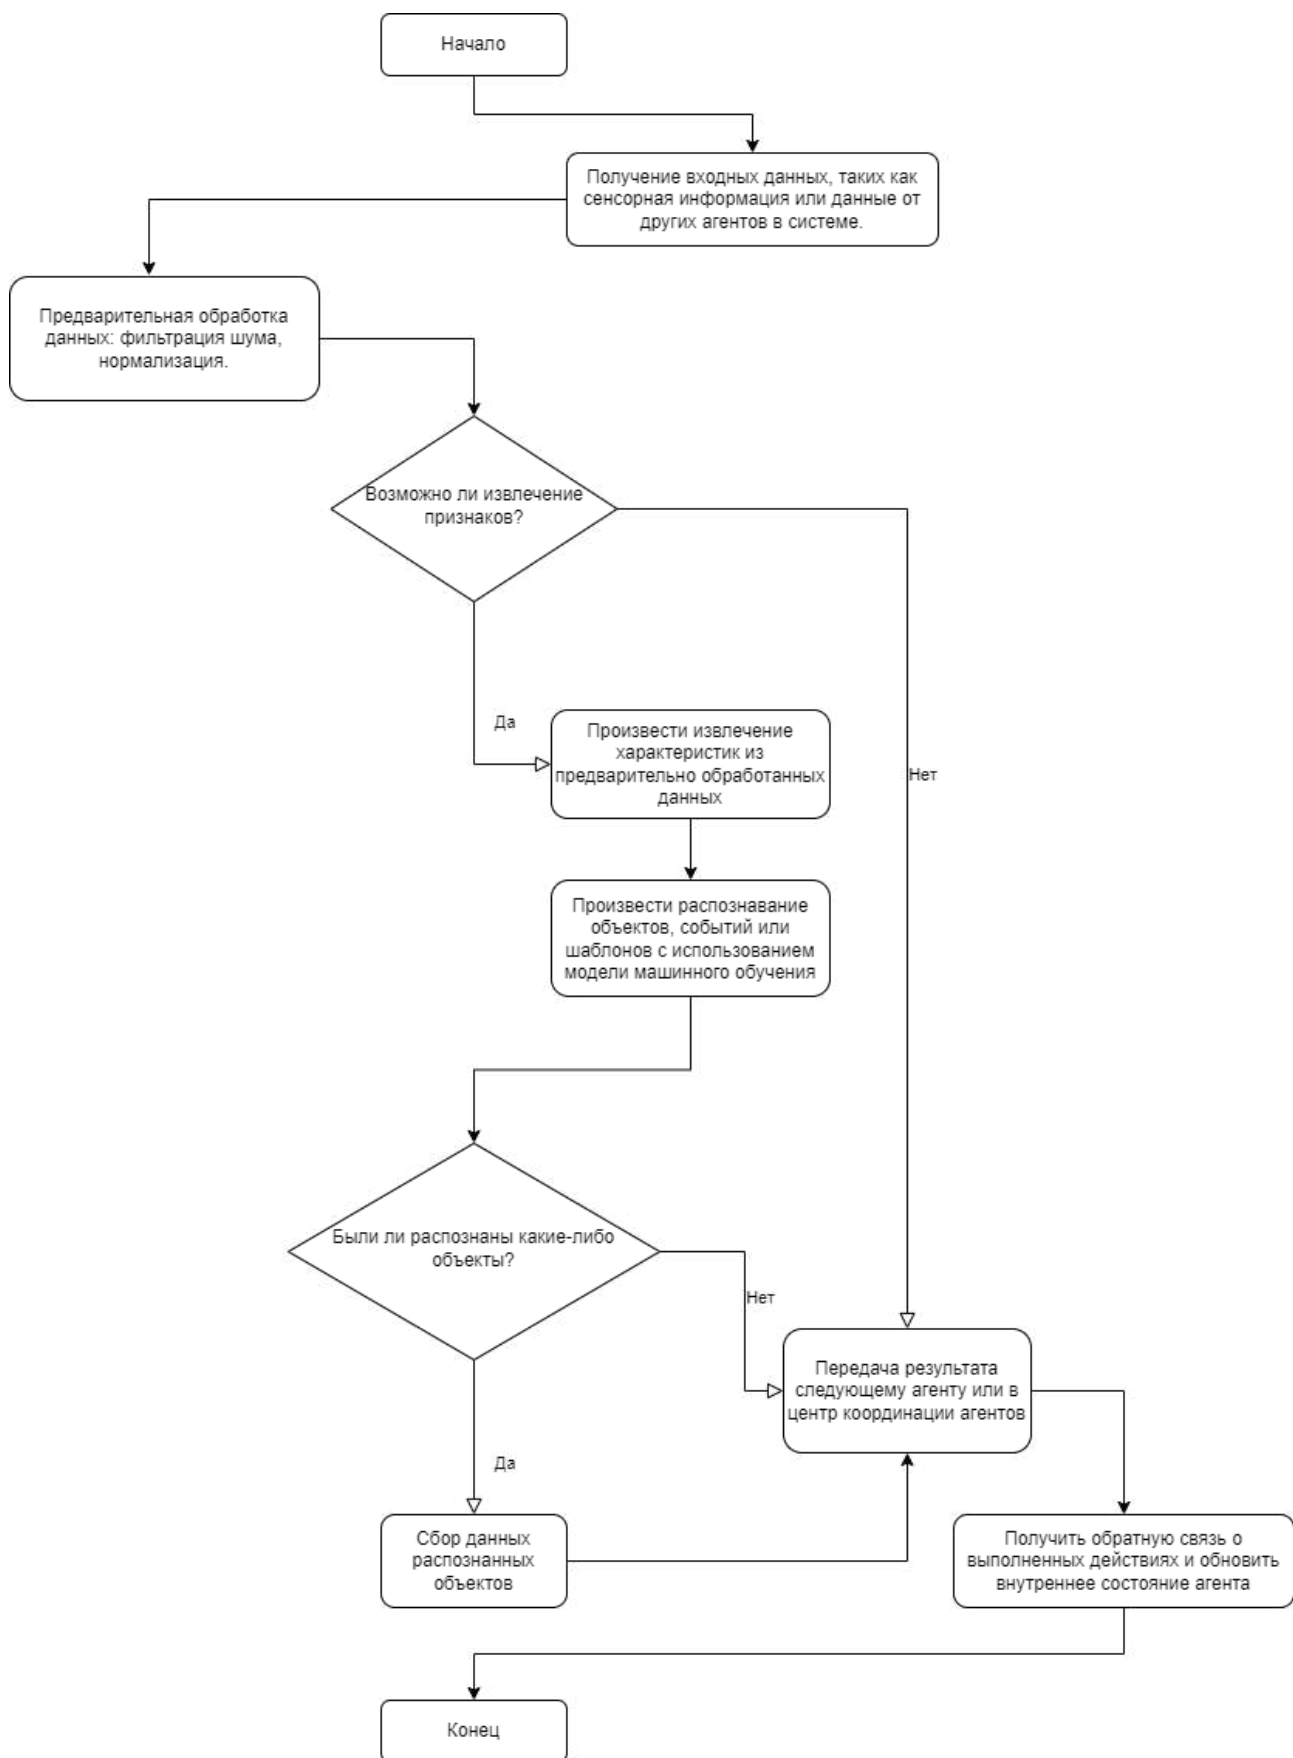 Начало
Получение входных данных, таких как
сенсорная информация или данные от
других агентов в системе.
Предварительная обработка
данных: фильтрация шума,
нормализация.
Возможно ли извлечение
признаков?
Да
Произвести извлечение
характеристик из
предварительно обработанных
данных
Нет
Произвести распознавание
объектов, событий или
шаблонов с использованием
модели машинного обучения
Были ли распознаны какие-либо
объекты?
Нет
Передача результата
следующему агенту или в
центр координации агентов
Да
Сбор данных
распознанных
объектов
Получить обратную связь о
выполненных действиях и обновить
внутреннее состояние агента
Конец